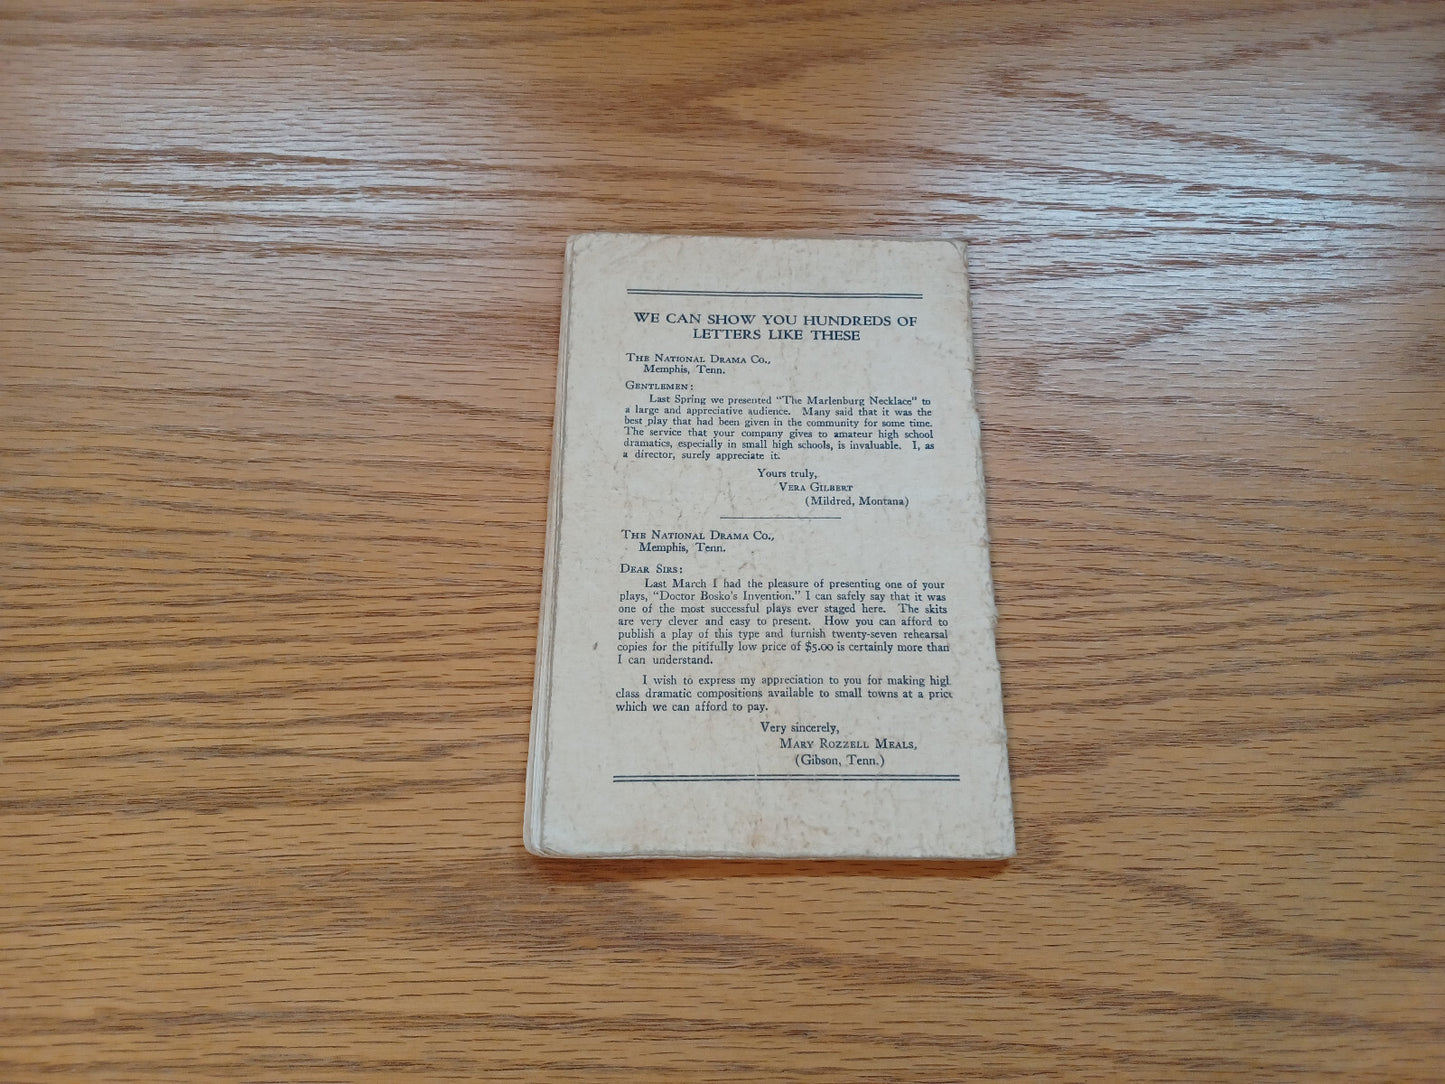 WE CAN SHOW YOU HUNDREDS OF
LETTERS LIKE THESE
THE NATIONAL DRAMA CO.,
Memphis, Tenn.
GENTLEMEN:
Last Spring we presented "The Marlenburg Necklace" to
a large and appreciative audience. Many said that it was the
best play that had been given in the community for some time.
The service that your company gives to amateur high school
dramatics, especially in small high schools, is invaluable. I, as
a director, surely appreciate it.
Yours truly,
VERA GILBERT
(Mildred, Montana)
THE NATIONAL DRAMA CO.,
Memphis, Tenn.
DEAR SIRS:
Last March I had the pleasure of presenting one of your
plays, "Doctor Bosko's Invention." I can safely say that it was
one of the most successful plays ever staged here. The skits
are very clever and easy to present. How you can afford to
publish a play of this type and furnish twenty-seven rehearsal
copies for the pitifully low price of $5.00 is certainly more than
I can understand.
I wish to express my appreciation to you for making higl
class dramatic compositions available to small towns at a price
which we can afford to pay.
Very sincerely,
MARY ROZZELL MEALS,
(Gibson, Tenn.)